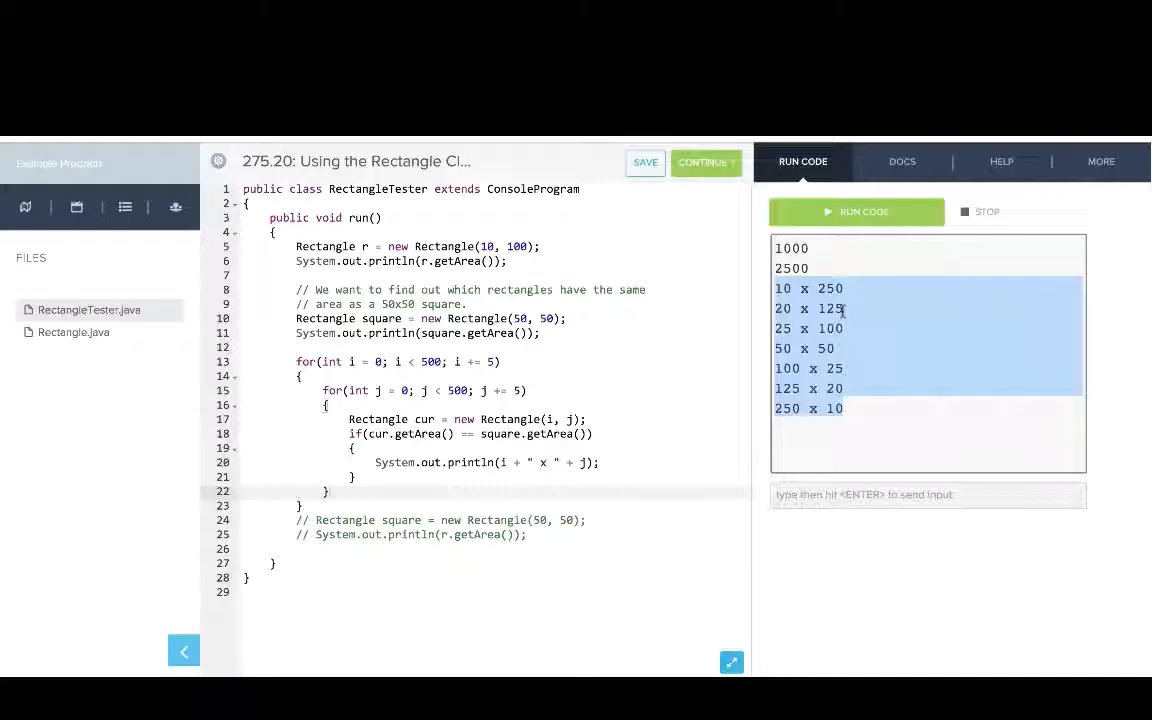 Example Program
275.20: Using the Rectangle Cl...
SAVE
CONTINUE
RUN CODE
DOCS
HELP
MORE
FILES
RectangleTester.java
Rectangle.java
1 public class RectangleTester extends ConsoleProgram
2 {
3 public void run()
4 {
5 Rectangle r = new Rectangle(10, 100);
6 System.out.println(r.getArea());
7
8 // We want to find out which rectangles have the same
9 // area as a 50x50 square.
10 Rectangle square = new Rectangle(50, 50);
11 System.out.println(square.getArea());
12
13 for(int i = 0; i < 500; i += 5)
14 {
15 for(int j = 0; j < 500; j += 5)
16 {
17 Rectangle cur = new Rectangle(i, j);
18 if(cur.getArea() == square.getArea())
19 {
20 System.out.println(i + " x " + j);
21 }
22 }
23 }
24 // Rectangle square = new Rectangle(50, 50);
25 // System.out.println(r.getArea());
26
27 }
28 }
29
RUN CODE
STOP
1000
2500
10 x 250
20 x 125
25 x 100
50 x 50
100 x 25
125 x 20
250 x 10
type then hit <ENTER> to send input